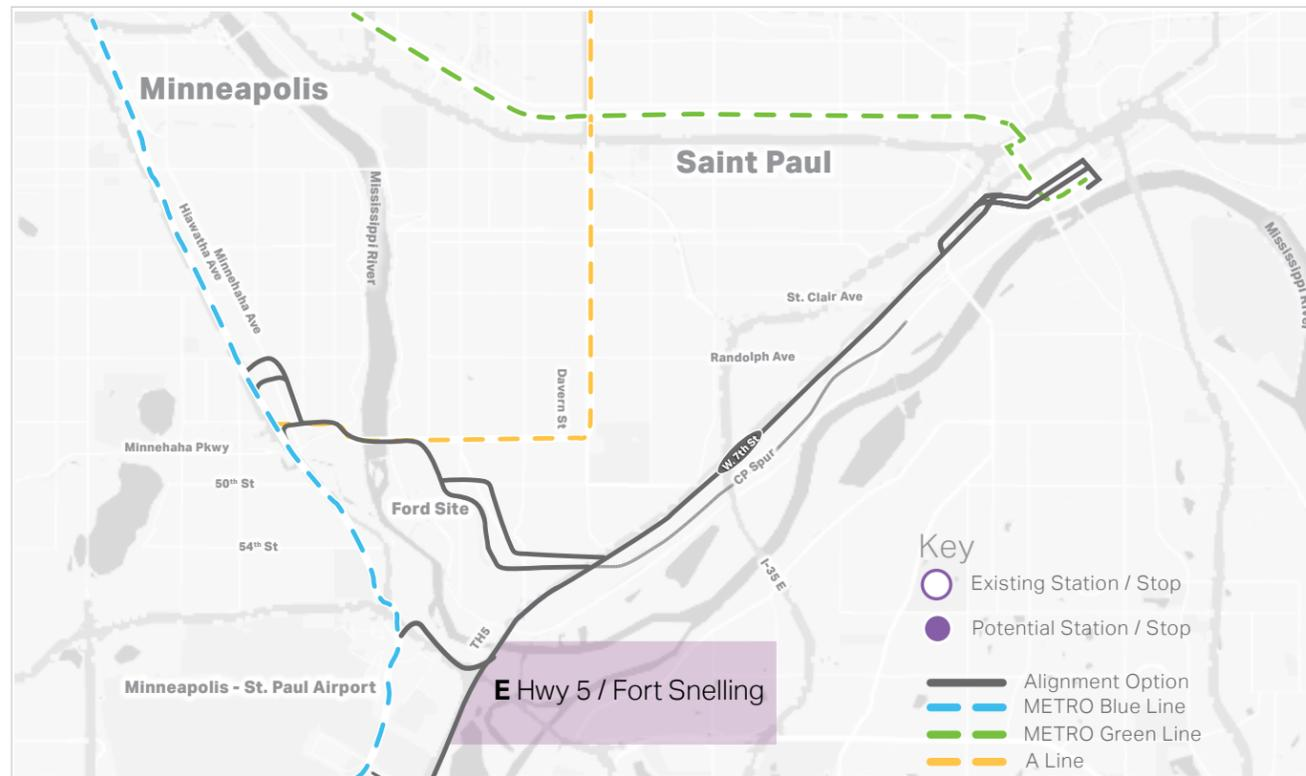 Minneapolis
Saint Paul
Mississippi River
Mississippi River
Hiawatha Ave
Minnehaha Ave
St. Clair Ave
Randolph Ave
Davern St
Minnehaha Pkwy
W. 7th St
CP Spur
50th St
Ford Site
54th St
I-35 E
TH5
Minneapolis - St. Paul Airport
E Hwy 5 / Fort Snelling
Key
Existing Station / Stop
Potential Station / Stop
Alignment Option
METRO Blue Line
METRO Green Line
A Line